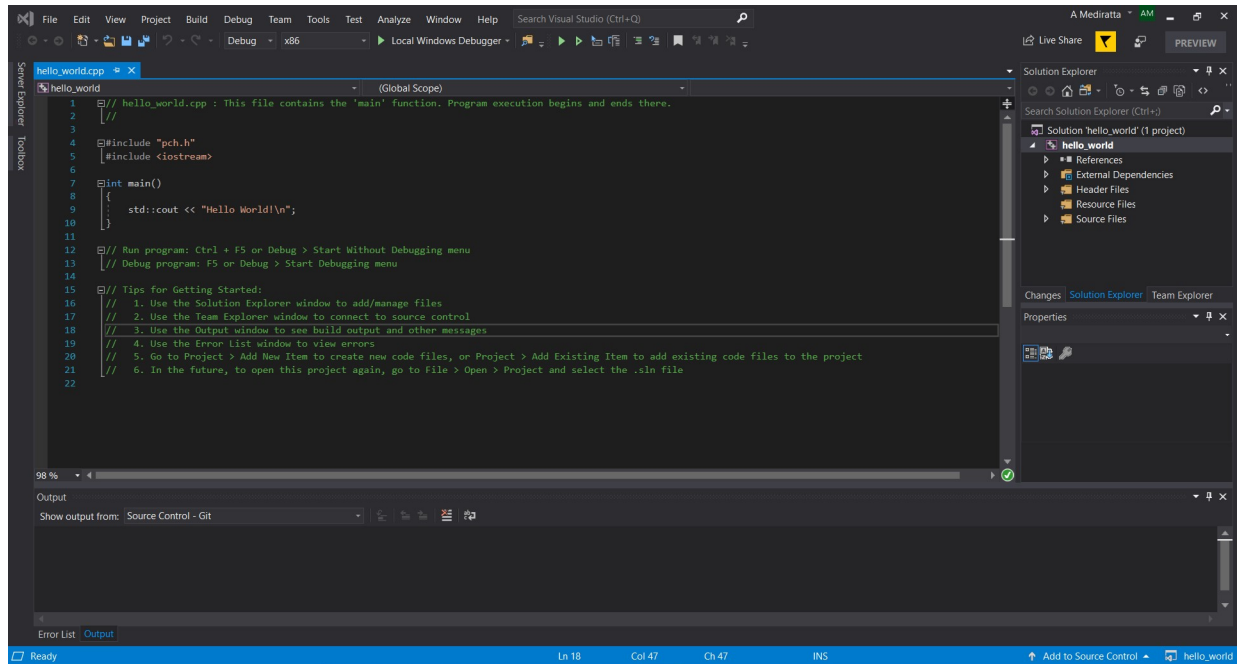 File Edit View Project Build Debug Team Tools Test Analyze Window Help Search Visual Studio (Ctrl+Q) A Mediratta AM
Debug x86 Local Windows Debugger Live Share PREVIEW
Server Explorer
Toolbox
hello_world.cpp
hello_world (Global Scope)
1 // hello_world.cpp : This file contains the 'main' function. Program execution begins and ends there.
2 //
3
4 #include "pch.h"
5 #include <iostream>
6
7 int main()
8 {
9 std::cout << "Hello World!\n";
10 }
11
12 // Run program: Ctrl + F5 or Debug > Start Without Debugging menu
13 // Debug program: F5 or Debug > Start Debugging menu
14
15 // Tips for Getting Started:
16 // 1. Use the Solution Explorer window to add/manage files
17 // 2. Use the Team Explorer window to connect to source control
18 // 3. Use the Output window to see build output and other messages
19 // 4. Use the Error List window to view errors
20 // 5. Go to Project > Add New Item to create new code files, or Project > Add Existing Item to add existing code files to the project
21 // 6. In the future, to open this project again, go to File > Open > Project and select the .sln file
22
98 %
Solution Explorer
Search Solution Explorer (Ctrl+;)
Solution 'hello_world' (1 project)
hello_world
References
External Dependencies
Header Files
Resource Files
Source Files
Changes Solution Explorer Team Explorer
Properties
Output
Show output from: Source Control - Git
Error List Output
Ready Ln 18 Col 47 Ch 47 INS Add to Source Control hello_world